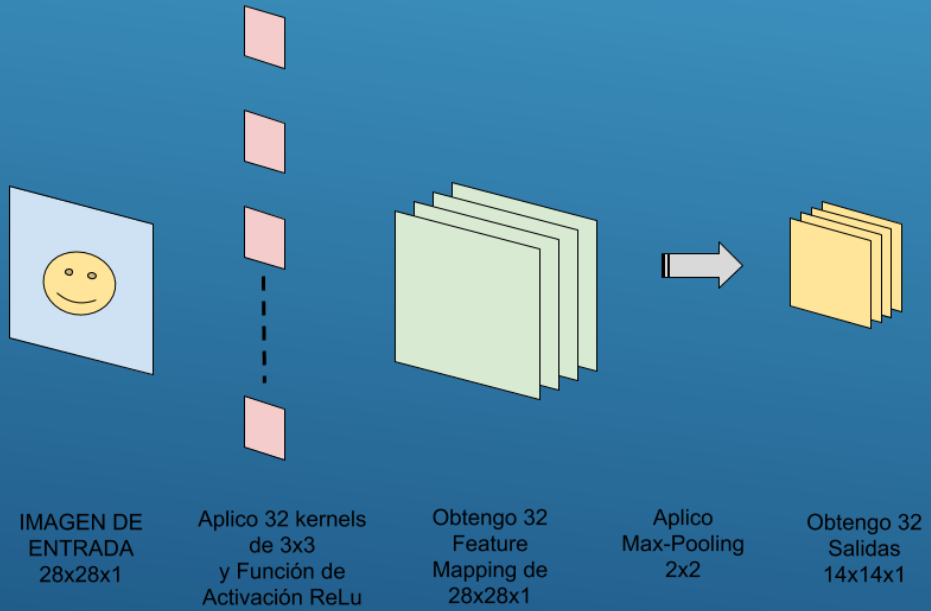 IMAGEN DE
ENTRADA
28x28x1
Aplico 32 kernels
de 3x3
y Función de
Activación ReLu
Obtengo 32
Feature
Mapping de
28x28x1
Aplico
Max-Pooling
2x2
Obtengo 32
Salidas
14x14x1